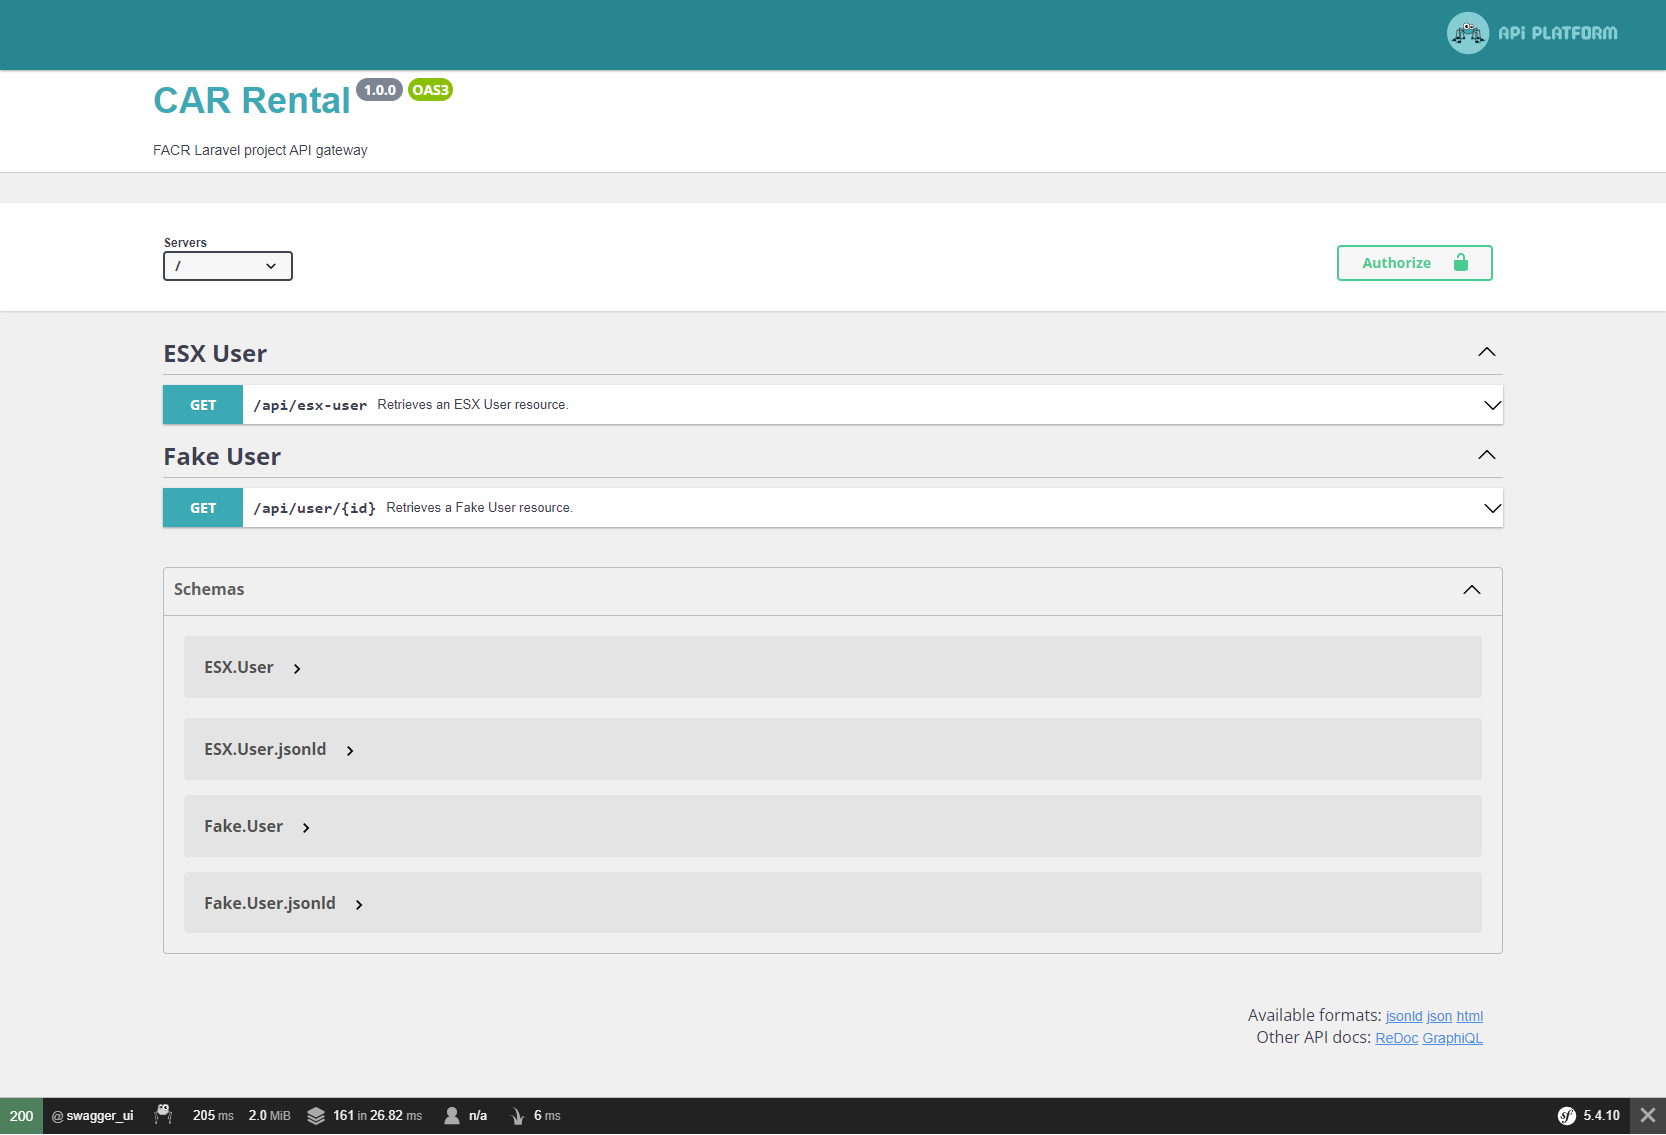 API PLATFORM
CAR Rental 1.0.0 OAS3
FACR Laravel project API gateway
Servers
/
Authorize
ESX User
GET /api/esx-user Retrieves an ESX User resource.
Fake User
GET /api/user/{id} Retrieves a Fake User resource.
Schemas
ESX.User
ESX.User.jsonld
Fake.User
Fake.User.jsonld
Available formats: jsonld json html
Other API docs: ReDoc GraphiQL
200 @ swagger_ui 205 ms 2.0 MiB 161 in 26.82 ms n/a 6 ms sf 5.4.10